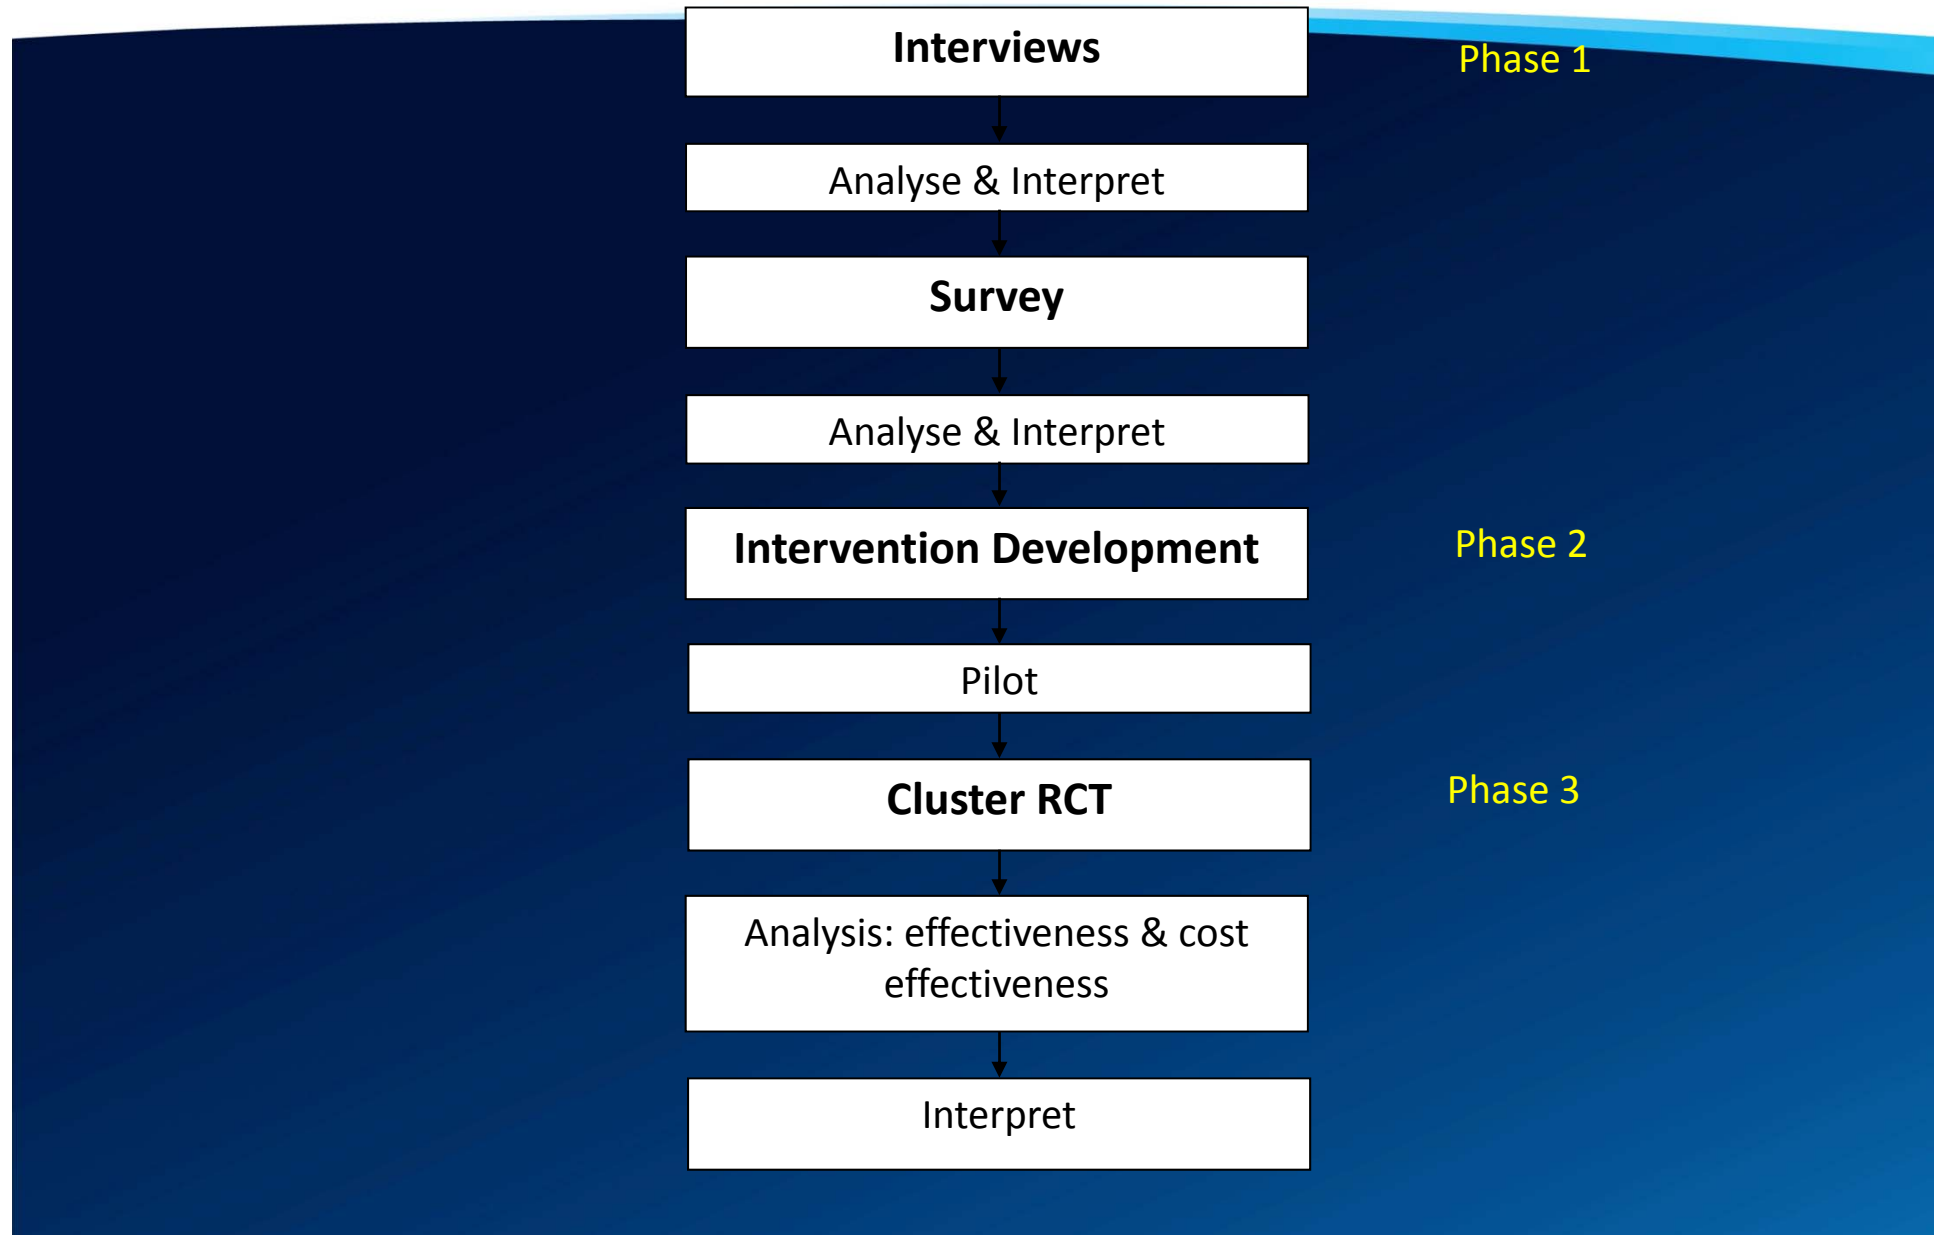 Interviews
Phase 1
Analyse & Interpret
Survey
Analyse & Interpret
Intervention Development
Phase 2
Pilot
Cluster RCT
Phase 3
Analysis: effectiveness & cost
effectiveness
Interpret